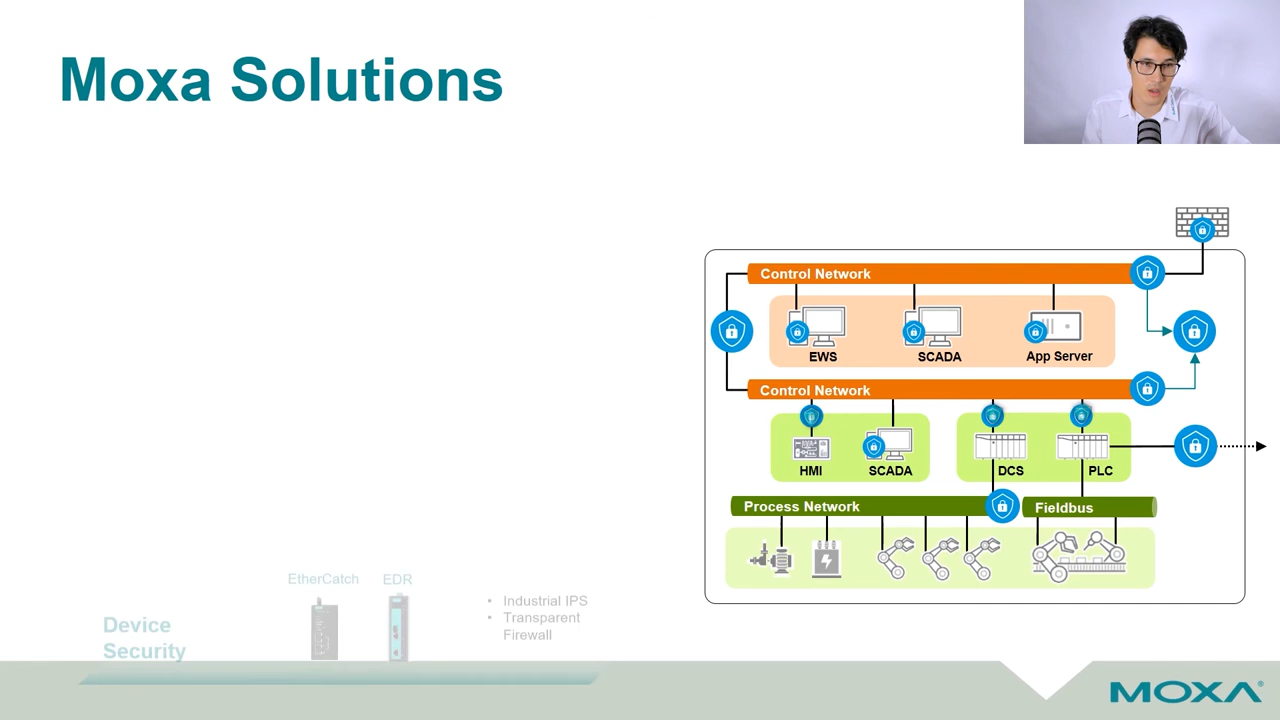 Moxa Solutions
Control Network
EWS
SCADA
App Server
Control Network
HMI
SCADA
DCS
PLC
Process Network
Fieldbus
EtherCatch
EDR
• Industrial IPS
• Transparent
Firewall
Device
Security
MOXA®